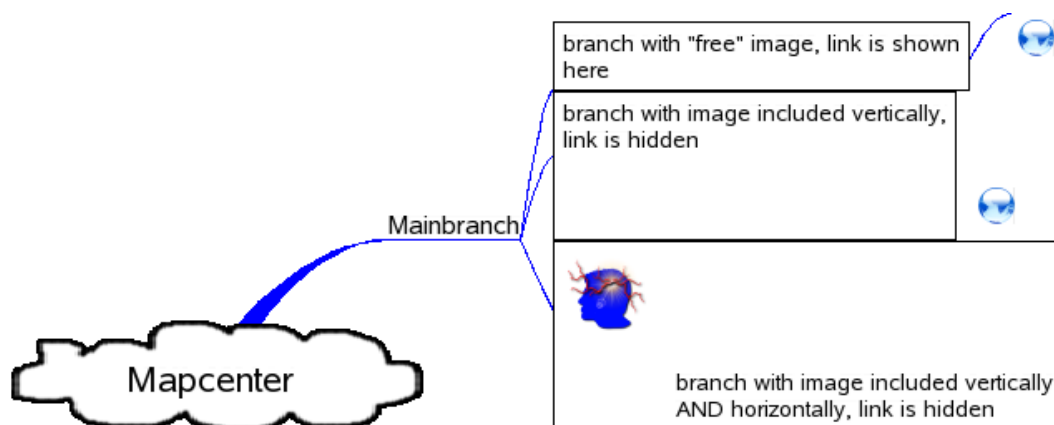 branch with "free" image, link is shown
here
branch with image included vertically,
link is hidden
Mainbranch
Mapcenter
branch with image included vertically
AND horizontally, link is hidden